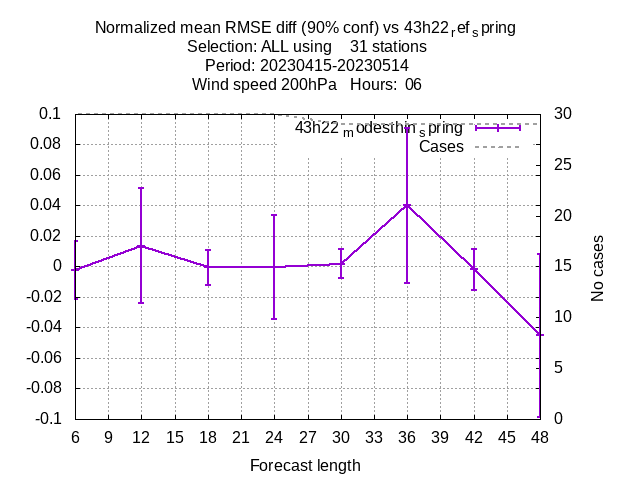 Normalized mean RMSE diff (90% conf) vs 43h22refspring
Selection: ALL using 31 stations
Period: 20230415-20230514
Wind speed 200hPa Hours: 06
43h22modesthinspring
Cases
0.1
0.08
0.06
0.04
0.02
0
-0.02
-0.04
-0.06
-0.08
-0.1
30
25
20
15
10
5
0
No cases
6 9 12 15 18 21 24 27 30 33 36 39 42 45 48
Forecast length